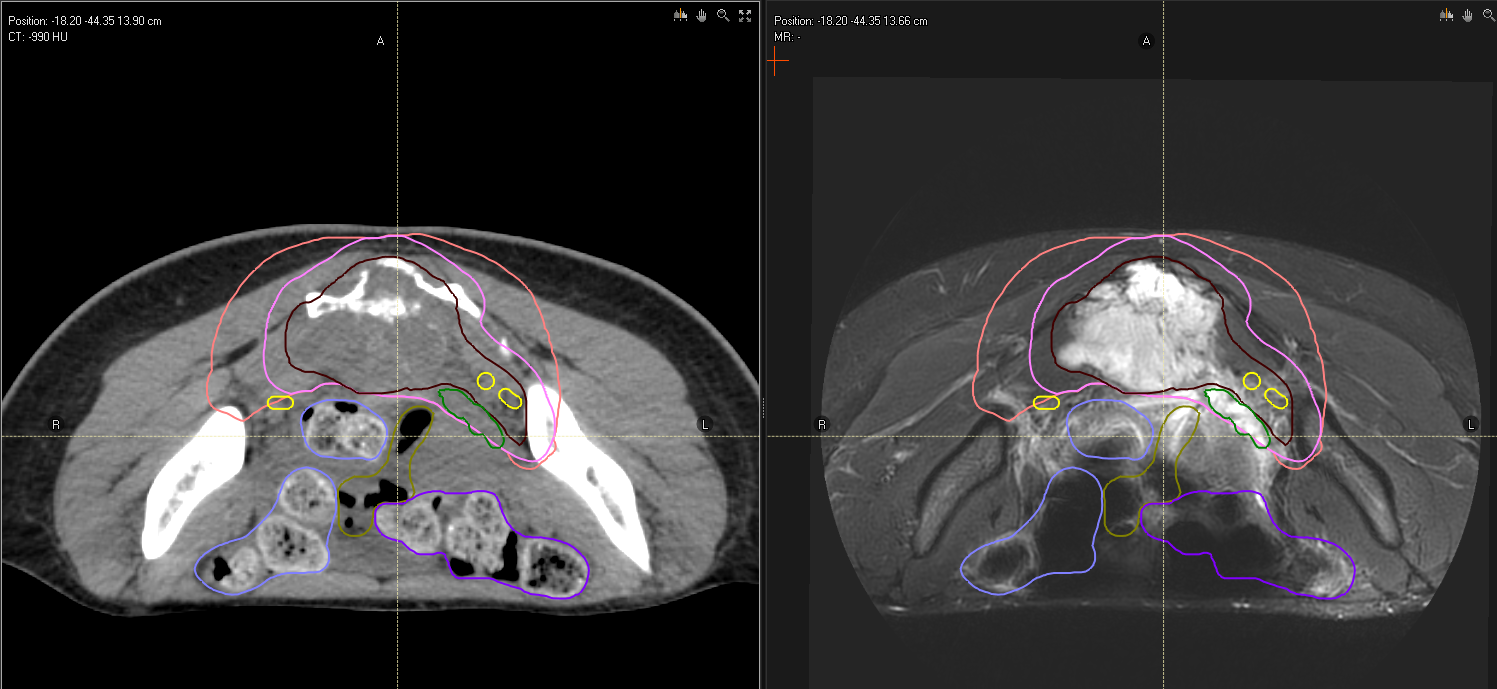 Position: -18.20 -44.35 13.90 cm
CT: -990 HU
A
R
L
Position: -18.20 -44.35 13.66 cm
MR: -
A
R
L